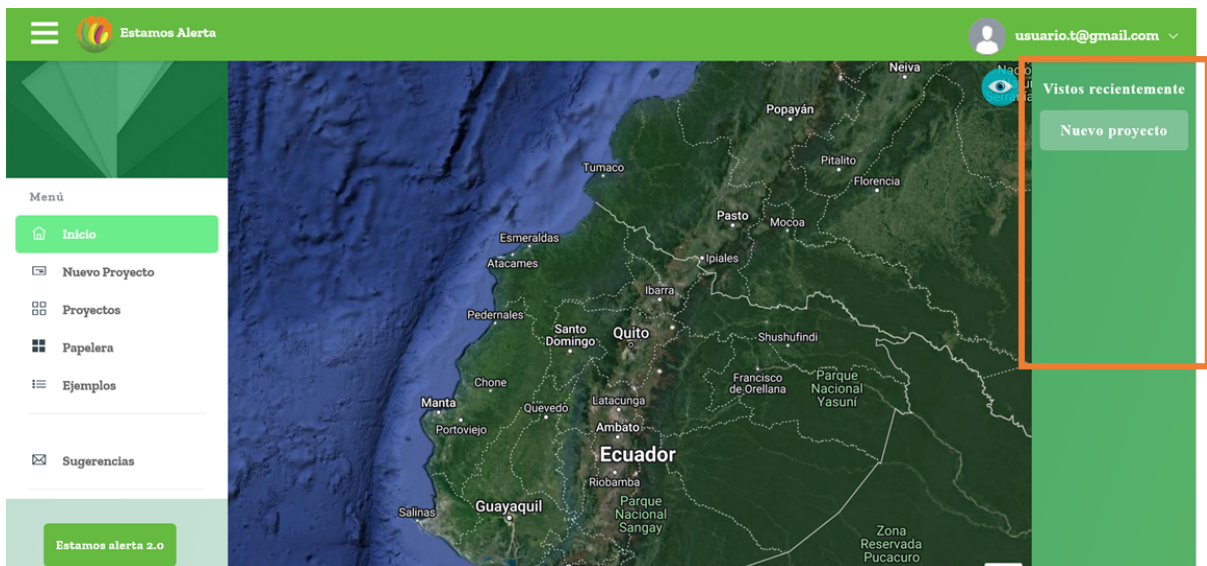 Estamos Alerta
usuario.t@gmail.com
Menú
Inicio
Nuevo Proyecto
Proyectos
Papelera
Ejemplos
Sugerencias
Estamos alerta 2.0
Neiva
Popayán
Pitalito
Florencia
Tumaco
Pasto
Mocoa
Esmeraldas
Atacames
Ipiales
Ibarra
Pedernales
Santo
Domingo
Quito
Shushufindi
Chone
Francisco
de Orellana
Parque
Nacional
Yasuní
Manta
Quevedo
Latacunga
Portoviejo
Ambato
Ecuador
Riobamba
Guayaquil
Salinas
Parque
Nacional
Sangay
Zona
Reservada
Pucacuro
Vistos recientemente
Nuevo proyecto